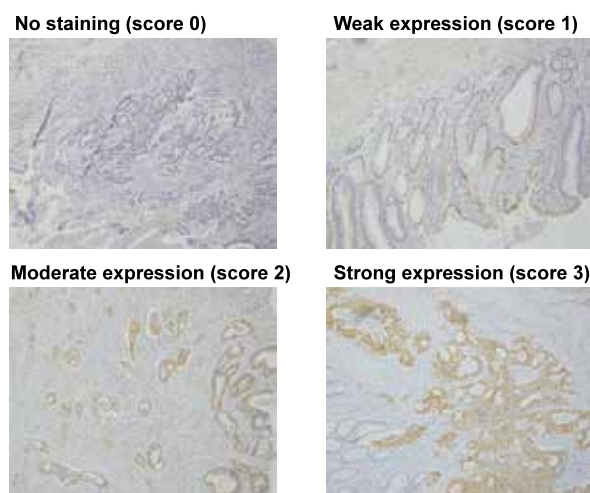 No staining (score 0)
Weak expression (score 1)
Moderate expression (score 2)
Strong expression (score 3)